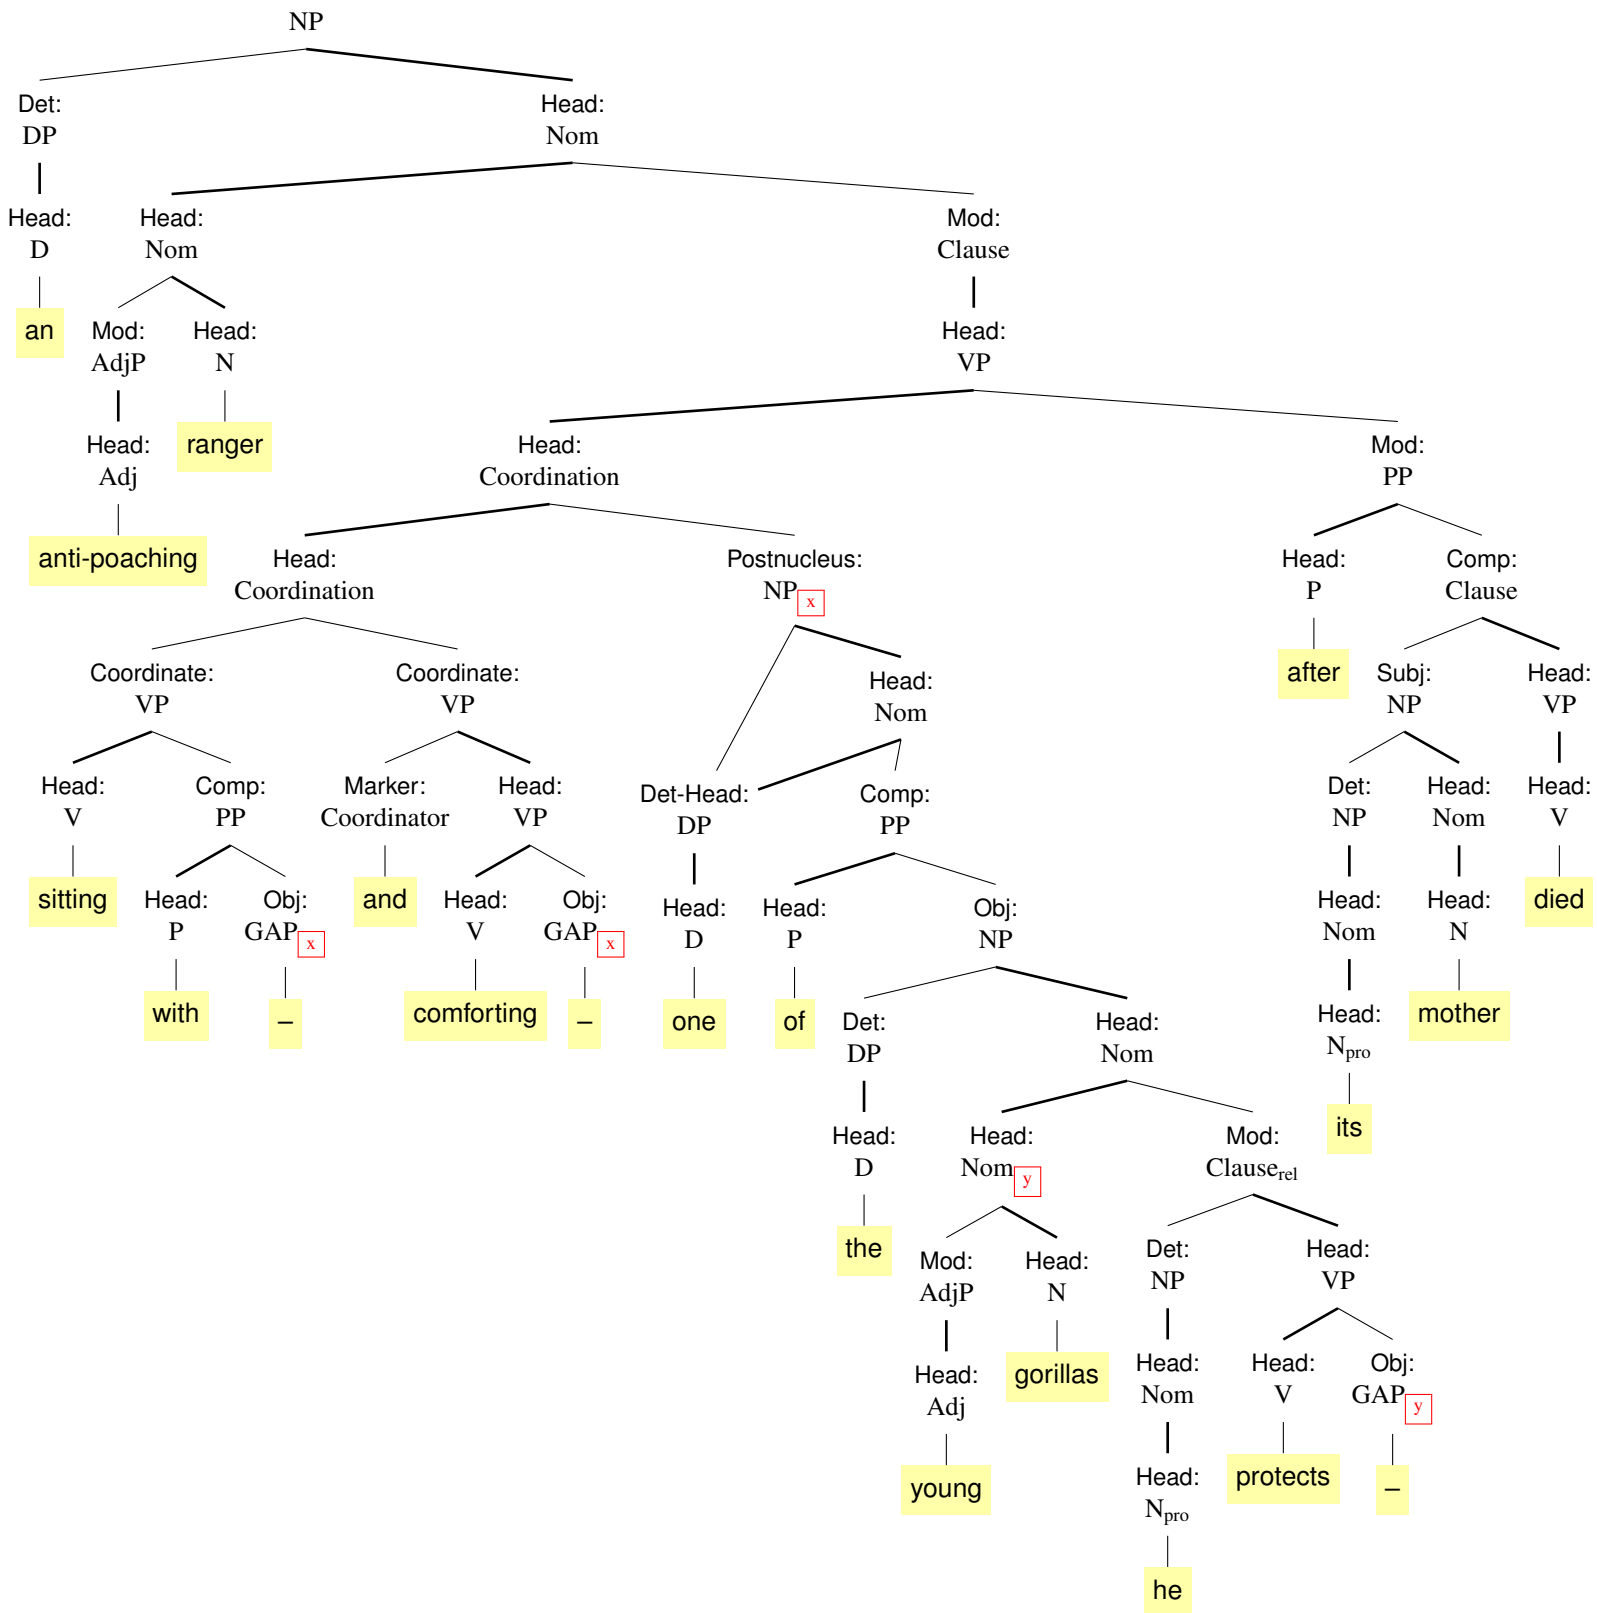 NP
Det: Head:
DP Nom
Head: Head: Mod:
D Nom Clause
an Mod: Head: Head:
AdjP N VP
Head: ranger Head: Mod:
Adj Coordination PP
anti-poaching Head: Postnucleus: Head: Comp:
Coordination NP x P Clause
Coordinate: Coordinate: Head: after Subj: Head:
VP VP Nom NP VP
Head: Comp: Marker: Head: Det-Head: Comp: Det: Head: Head:
V PP Coordinator VP DP PP NP Nom V
sitting Head: Obj: and Head: Obj: Head: Head: Obj: Head: Head: died
P GAP x V GAP x D P NP Nom N
with – comforting – one of Det: Head: Head: mother
DP Nom Npro
Head: Head: Mod: its
D Nom y Clauserel
the Mod: Head: Det: Head:
AdjP N NP VP
Head: gorillas Head: Head: Obj:
Adj Nom V GAP y
young Head: protects –
Npro
he